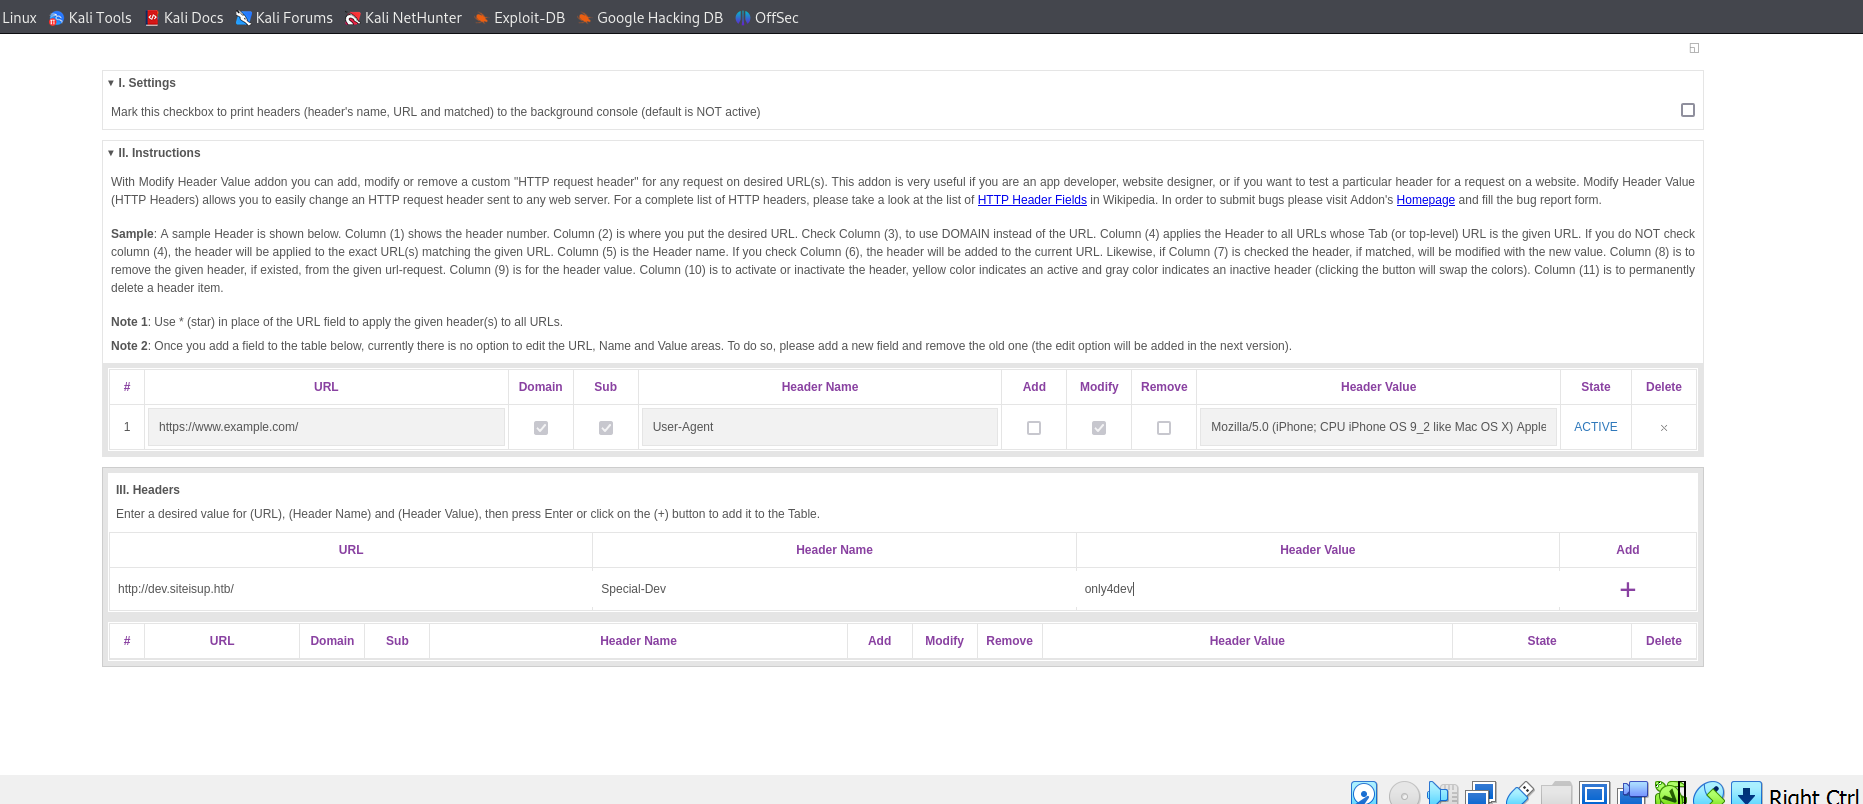 Linux Kali Tools Kali Docs Kali Forums Kali NetHunter Exploit-DB Google Hacking DB OffSec
▾ I. Settings
Mark this checkbox to print headers (header's name, URL and matched) to the background console (default is NOT active)
▾ II. Instructions
With Modify Header Value addon you can add, modify or remove a custom "HTTP request header" for any request on desired URL(s). This addon is very useful if you are an app developer, website designer, or if you want to test a particular header for a request on a website. Modify Header Value
(HTTP Headers) allows you to easily change an HTTP request header sent to any web server. For a complete list of HTTP headers, please take a look at the list of HTTP Header Fields in Wikipedia. In order to submit bugs please visit Addon's Homepage and fill the bug report form.
Sample: A sample Header is shown below. Column (1) shows the header number. Column (2) is where you put the desired URL. Check Column (3), to use DOMAIN instead of the URL. Column (4) applies the Header to all URLs whose Tab (or top-level) URL is the given URL. If you do NOT check
column (4), the header will be applied to the exact URL(s) matching the given URL. Column (5) is the Header name. If you check Column (6), the header will be added to the current URL. Likewise, if Column (7) is checked the header, if matched, will be modified with the new value. Column (8) is to
remove the given header, if existed, from the given url-request. Column (9) is for the header value. Column (10) is to activate or inactivate the header, yellow color indicates an active and gray color indicates an inactive header (clicking the button will swap the colors). Column (11) is to permanently
delete a header item.
Note 1: Use * (star) in place of the URL field to apply the given header(s) to all URLs.
Note 2: Once you add a field to the table below, currently there is no option to edit the URL, Name and Value areas. To do so, please add a new field and remove the old one (the edit option will be added in the next version).
# URL Domain Sub Header Name Add Modify Remove Header Value State Delete
1 https://www.example.com/ User-Agent Mozilla/5.0 (iPhone; CPU iPhone OS 9_2 like Mac OS X) Apple ACTIVE ×
III. Headers
Enter a desired value for (URL), (Header Name) and (Header Value), then press Enter or click on the (+) button to add it to the Table.
URL Header Name Header Value Add
http://dev.siteisup.htb/ Special-Dev only4dev +
# URL Domain Sub Header Name Add Modify Remove Header Value State Delete
Right Ctrl